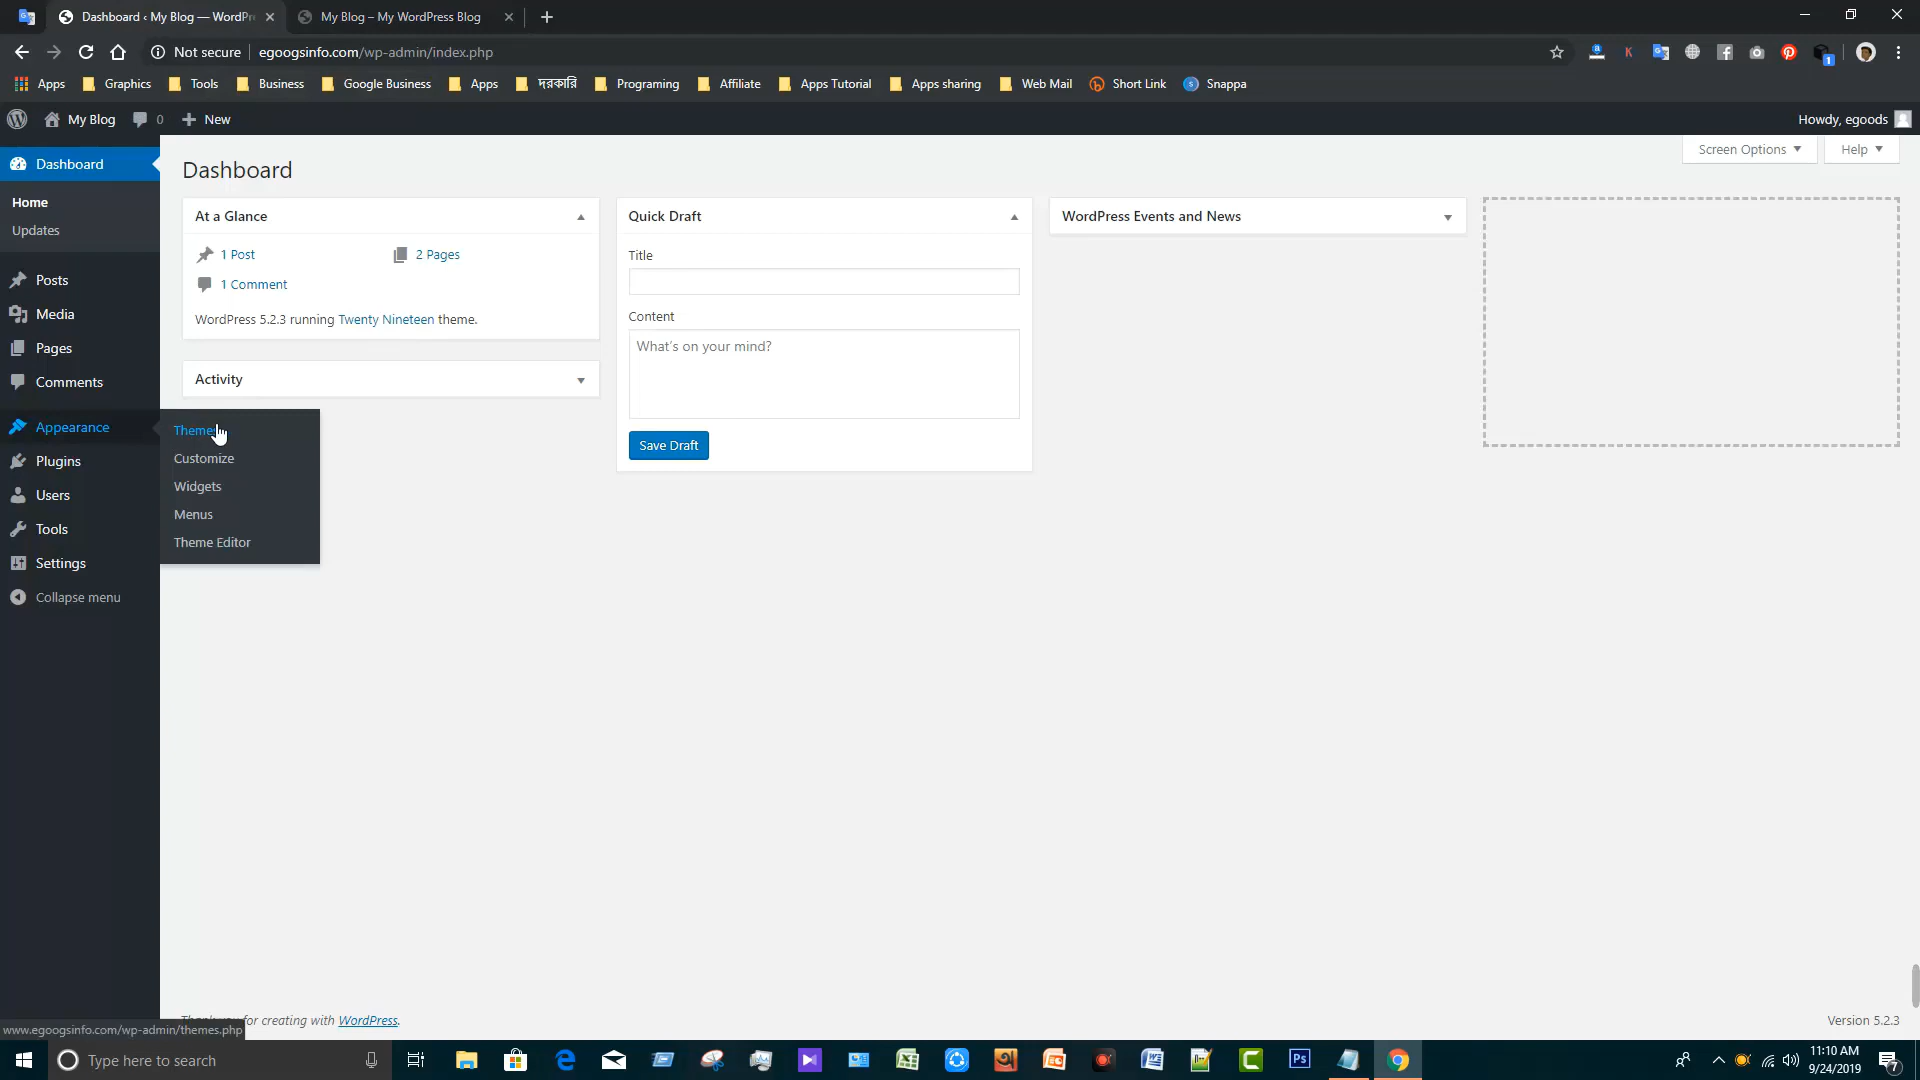 Dashboard ‹ My Blog — WordPr
My Blog – My WordPress Blog
Not secure
egoogsinfo.com/wp-admin/index.php
K
1
Apps
Graphics
Tools
Business
Google Business
Apps
দরকারি
Programing
Affiliate
Apps Tutorial
Apps sharing
Web Mail
Short Link
Snappa
My Blog
0
New
Howdy, egoods
Dashboard
Home
Updates
Posts
Media
Pages
Comments
Appearance
Plugins
Users
Tools
Settings
Collapse menu
Themes
Customize
Widgets
Menus
Theme Editor
Dashboard
Screen Options
Help
At a Glance
1 Post
2 Pages
1 Comment
WordPress 5.2.3 running Twenty Nineteen theme.
Activity
Quick Draft
Title
Content
What's on your mind?
Save Draft
WordPress Events and News
for creating with WordPress.
Version 5.2.3
www.egoogsinfo.com/wp-admin/themes.php
Type here to search
Ps
11:10 AM
9/24/2019
7